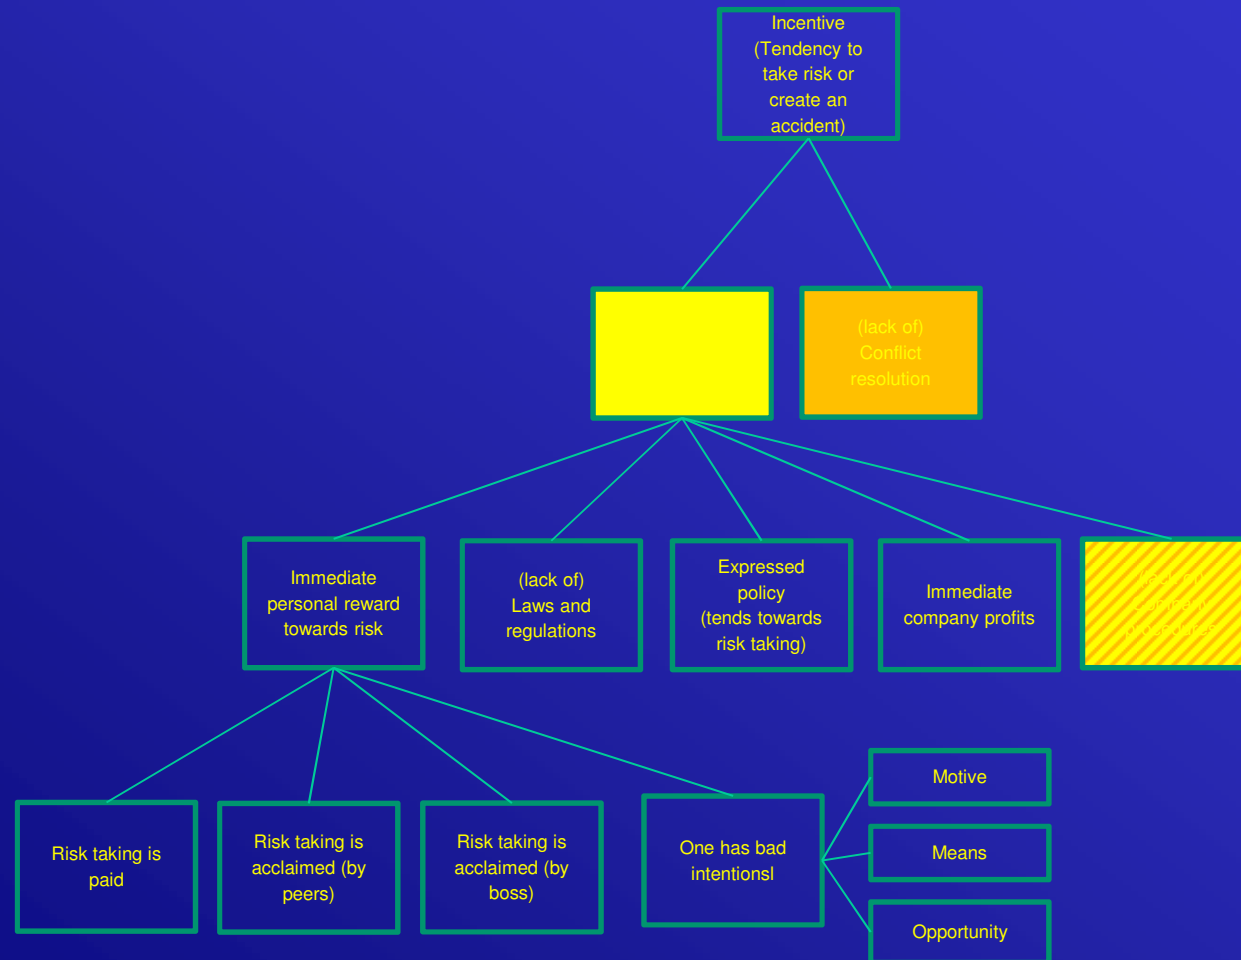 Incentive
(Tendency to
take risk or
create an
accident)
(lack of)
Conflict
resolution
Immediate
personal reward
towards risk
(lack of)
Laws and
regulations
Expressed
policy
(tends towards
risk taking)
Immediate
company profits
Risk taking is
paid
Risk taking is
acclaimed (by
peers)
Risk taking is
acclaimed (by
boss)
One has bad
intentionsl
Motive
Means
Opportunity